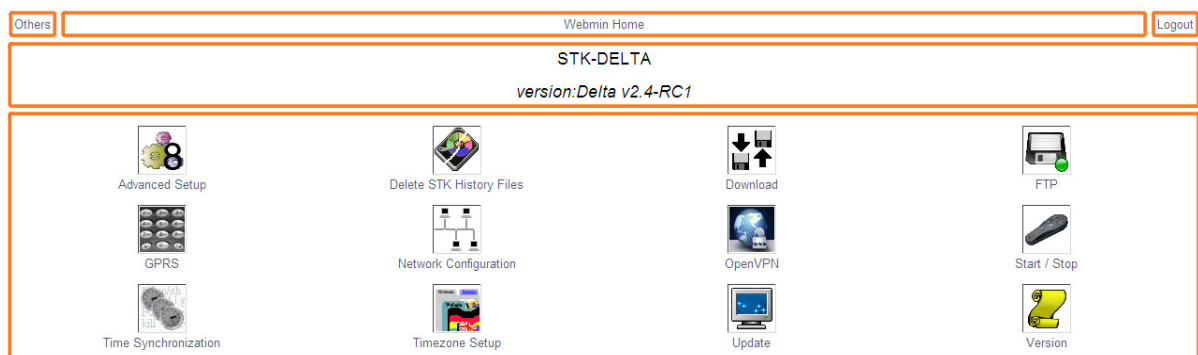 Others Webmin Home Logout
STK-DELTA
version:Delta v2.4-RC1
Advanced Setup Delete STK History Files Download FTP
GPRS Network Configuration OpenVPN Start / Stop
Time Synchronization Timezone Setup Update Version